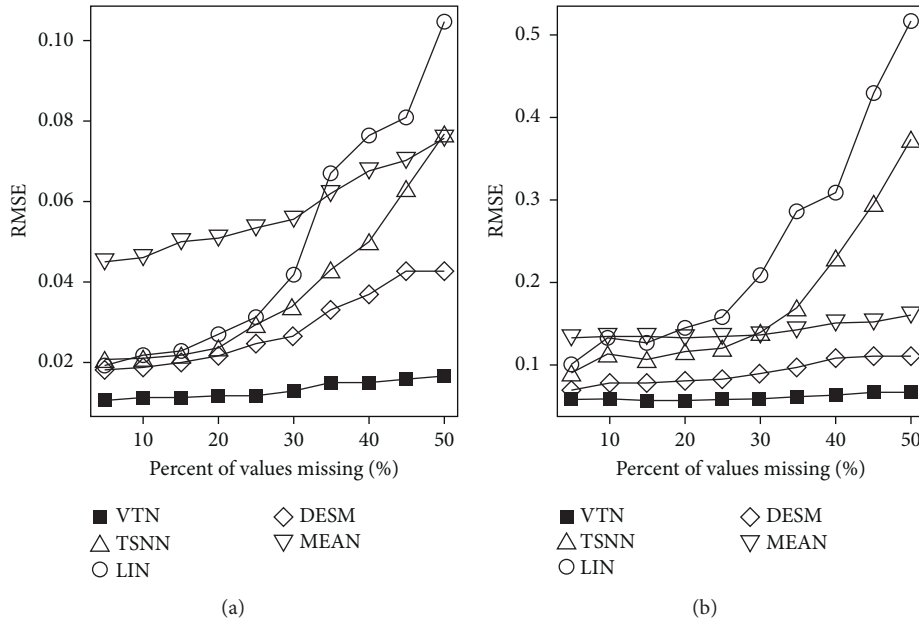 0.10
0.08
0.06
0.04
0.02
RMSE
10 20 30 40 50
Percent of values missing (%)
VTN
TSNN
LIN
DESM
MEAN
(a)
0.5
0.4
0.3
0.2
0.1
RMSE
10 20 30 40 50
Percent of values missing (%)
VTN
TSNN
LIN
DESM
MEAN
(b)